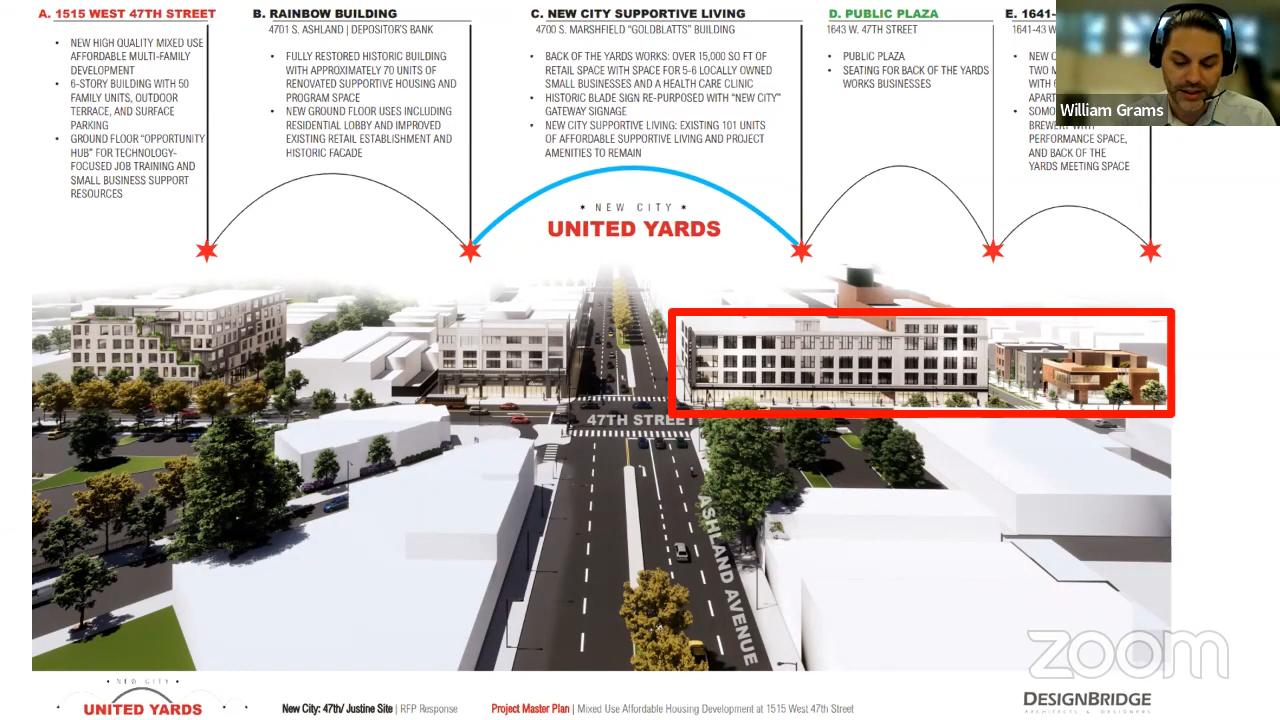 A. 1515 WEST 47TH STREET
• NEW HIGH QUALITY MIXED USE
AFFORDABLE MULTI-FAMILY
DEVELOPMENT
• 6-STORY BUILDING WITH 50
FAMILY UNITS, OUTDOOR
TERRACE, AND SURFACE
PARKING
• GROUND FLOOR "OPPORTUNITY
HUB" FOR TECHNOLOGY-
FOCUSED JOB TRAINING AND
SMALL BUSINESS SUPPORT
RESOURCES
B. RAINBOW BUILDING
4701 S. ASHLAND | DEPOSITOR'S BANK
• FULLY RESTORED HISTORIC BUILDING
WITH APPROXIMATELY 70 UNITS OF
RENOVATED SUPPORTIVE HOUSING AND
PROGRAM SPACE
• NEW GROUND FLOOR USES INCLUDING
RESIDENTIAL LOBBY AND IMPROVED
EXISTING RETAIL ESTABLISHMENT AND
HISTORIC FACADE
C. NEW CITY SUPPORTIVE LIVING
4700 S. MARSHFIELD "GOLDBLATTS" BUILDING
• BACK OF THE YARDS WORKS: OVER 15,000 SQ FT OF
RETAIL SPACE WITH SPACE FOR 5-6 LOCALLY OWNED
SMALL BUSINESSES AND A HEALTH CARE CLINIC
• HISTORIC BLADE SIGN RE-PURPOSED WITH "NEW CITY"
GATEWAY SIGNAGE
• NEW CITY SUPPORTIVE LIVING: EXISTING 101 UNITS
OF AFFORDABLE SUPPORTIVE LIVING AND PROJECT
AMENITIES TO REMAIN
D. PUBLIC PLAZA
1643 W. 47TH STREET
• PUBLIC PLAZA
• SEATING FOR BACK OF THE YARDS
WORKS BUSINESSES
E. 1641-
1641-43 W
• NEW
TWO M
WITH
APART
• SOMO
BREWERY WITH
PERFORMANCE SPACE,
AND BACK OF THE
YARDS MEETING SPACE
William Grams
NEW CITY
UNITED YARDS
47TH STREET
ASHLAND AVENUE
zoom
NEW CITY
UNITED YARDS
New City: 47th/ Justine Site | RFP Response
Project Master Plan | Mixed Use Affordable Housing Development at 1515 West 47th Street
DESIGNBRIDGE
ARCHITECTS & DESIGNERS